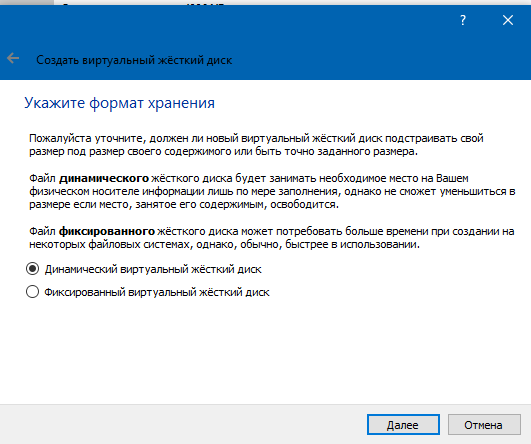 ?
Создать виртуальный жёсткий диск
Укажите формат хранения
Пожалуйста уточните, должен ли новый виртуальный жёсткий диск подстраивать свой
размер под размер своего содержимого или быть точно заданного размера.
Файл динамического жёсткого диска будет занимать необходимое место на Вашем
физическом носителе информации лишь по мере заполнения, однако не сможет уменьшиться в
размере если место, занятое его содержимым, освободится.
Файл фиксированного жёсткого диска может потребовать больше времени при создании на
некоторых файловых системах, однако, обычно, быстрее в использовании.
Динамический виртуальный жёсткий диск
Фиксированный виртуальный жёсткий диск
Далее
Отмена